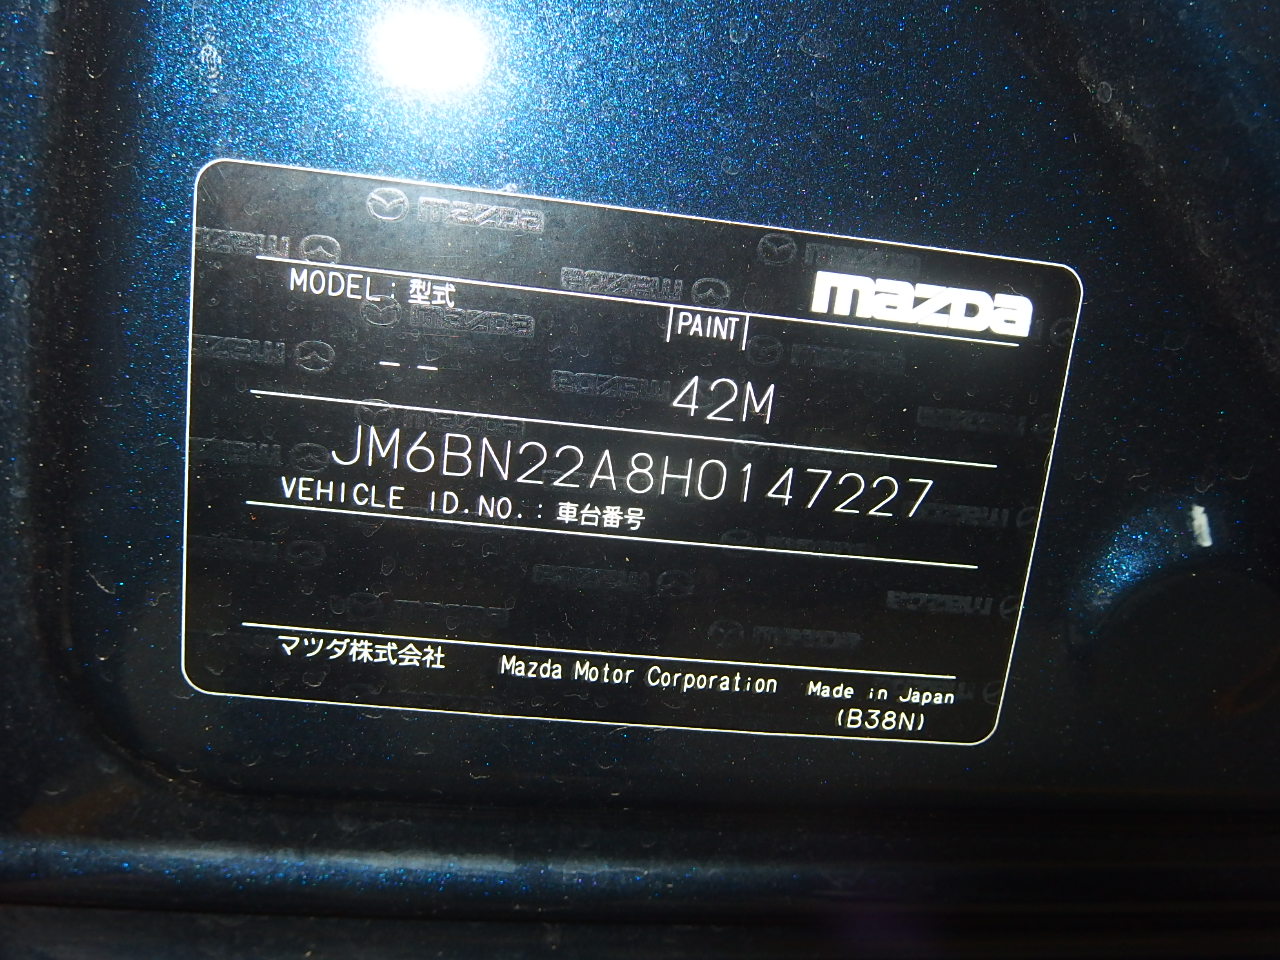 mazda
MODEL : 型式
PAINT
-- 42M
JM6BN22A8H0147227
VEHICLE ID.NO. : 車台番号
マツダ株式会社 Mazda Motor Corporation Made in Japan
(B38N)